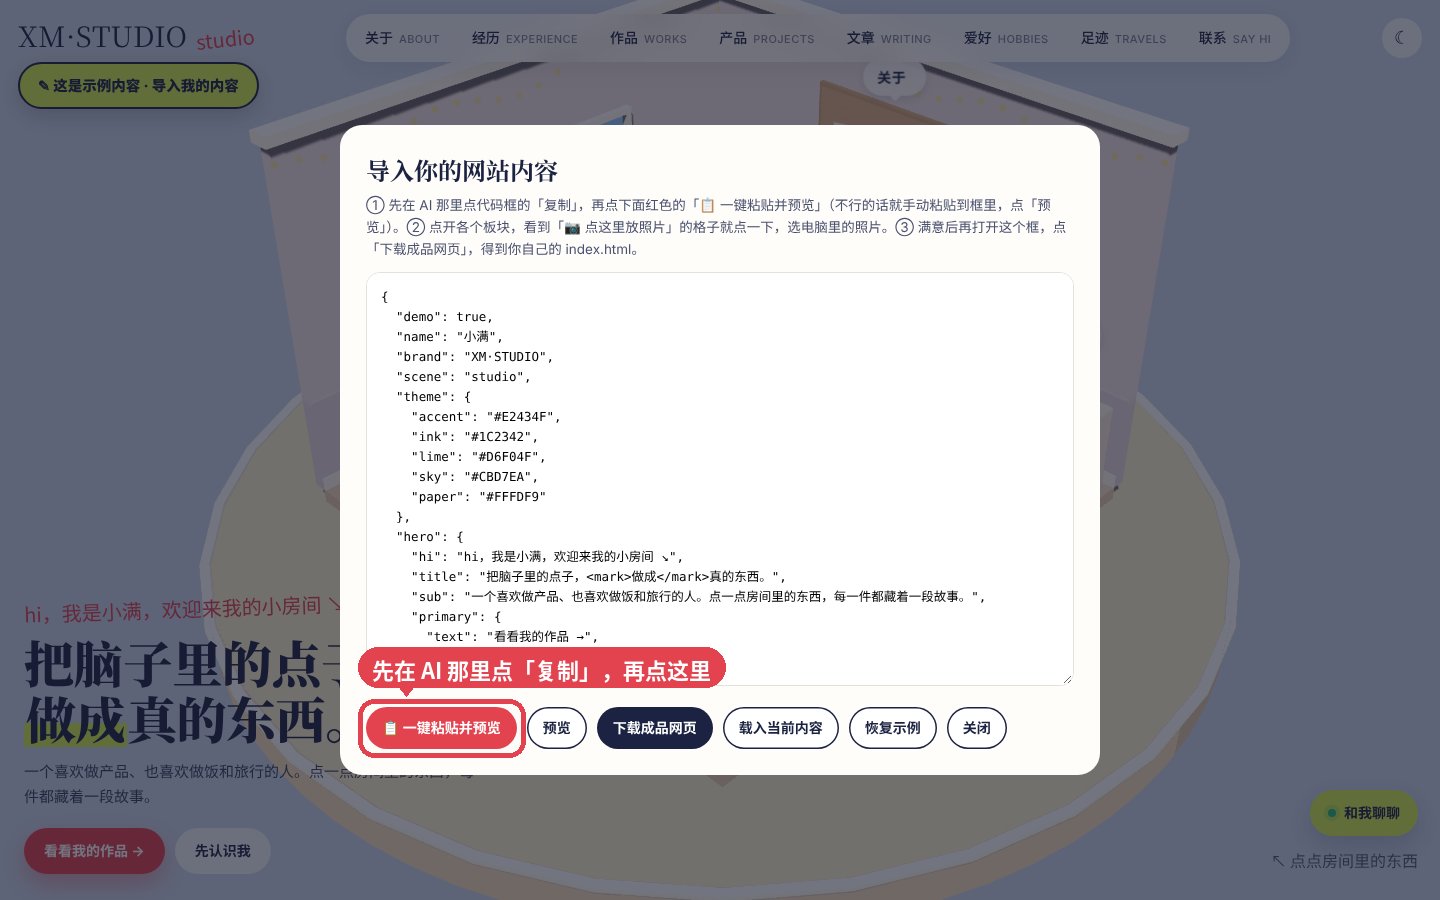 XM·STUDIO studio
关于 ABOUT 经历 EXPERIENCE 作品 WORKS 产品 PROJECTS 文章 WRITING 爱好 HOBBIES 足迹 TRAVELS 联系 SAY HI
✎ 这是示例内容 · 导入我的内容
关于
导入你的网站内容
① 先在 AI 那里点代码框的「复制」，再点下面红色的「📋 一键粘贴并预览」（不行的话就手动粘贴到框里，点「预
览」）。② 点开各个板块，看到「📷 点这里放照片」的格子就点一下，选电脑里的照片。③ 满意后再打开这个框，点
「下载成品网页」，得到你自己的 index.html。
{
"demo": true,
"name": "小满",
"brand": "XM·STUDIO",
"scene": "studio",
"theme": {
"accent": "#E2434F",
"ink": "#1C2342",
"lime": "#D6F04F",
"sky": "#CBD7EA",
"paper": "#FFFDF9"
},
"hero": {
"hi": "hi，我是小满，欢迎来我的小房间 ↘",
"title": "把脑子里的点子，<mark>做成</mark>真的东西。",
"sub": "一个喜欢做产品、也喜欢做饭和旅行的人。点一点房间里的东西，每一件都藏着一段故事。",
"primary": {
"text": "看看我的作品 →",
先在 AI 那里点「复制」，再点这里
📋 一键粘贴并预览 预览 下载成品网页 载入当前内容 恢复示例 关闭
hi，我是小满，欢迎来我的小房间 ↘
把脑子里的点子
做成真的东西。
一个喜欢做产品、也喜欢做饭和旅行的人。点一点房间里的东西，每一
件都藏着一段故事。
看看我的作品 → 先认识我
和我聊聊
↖ 点点房间里的东西